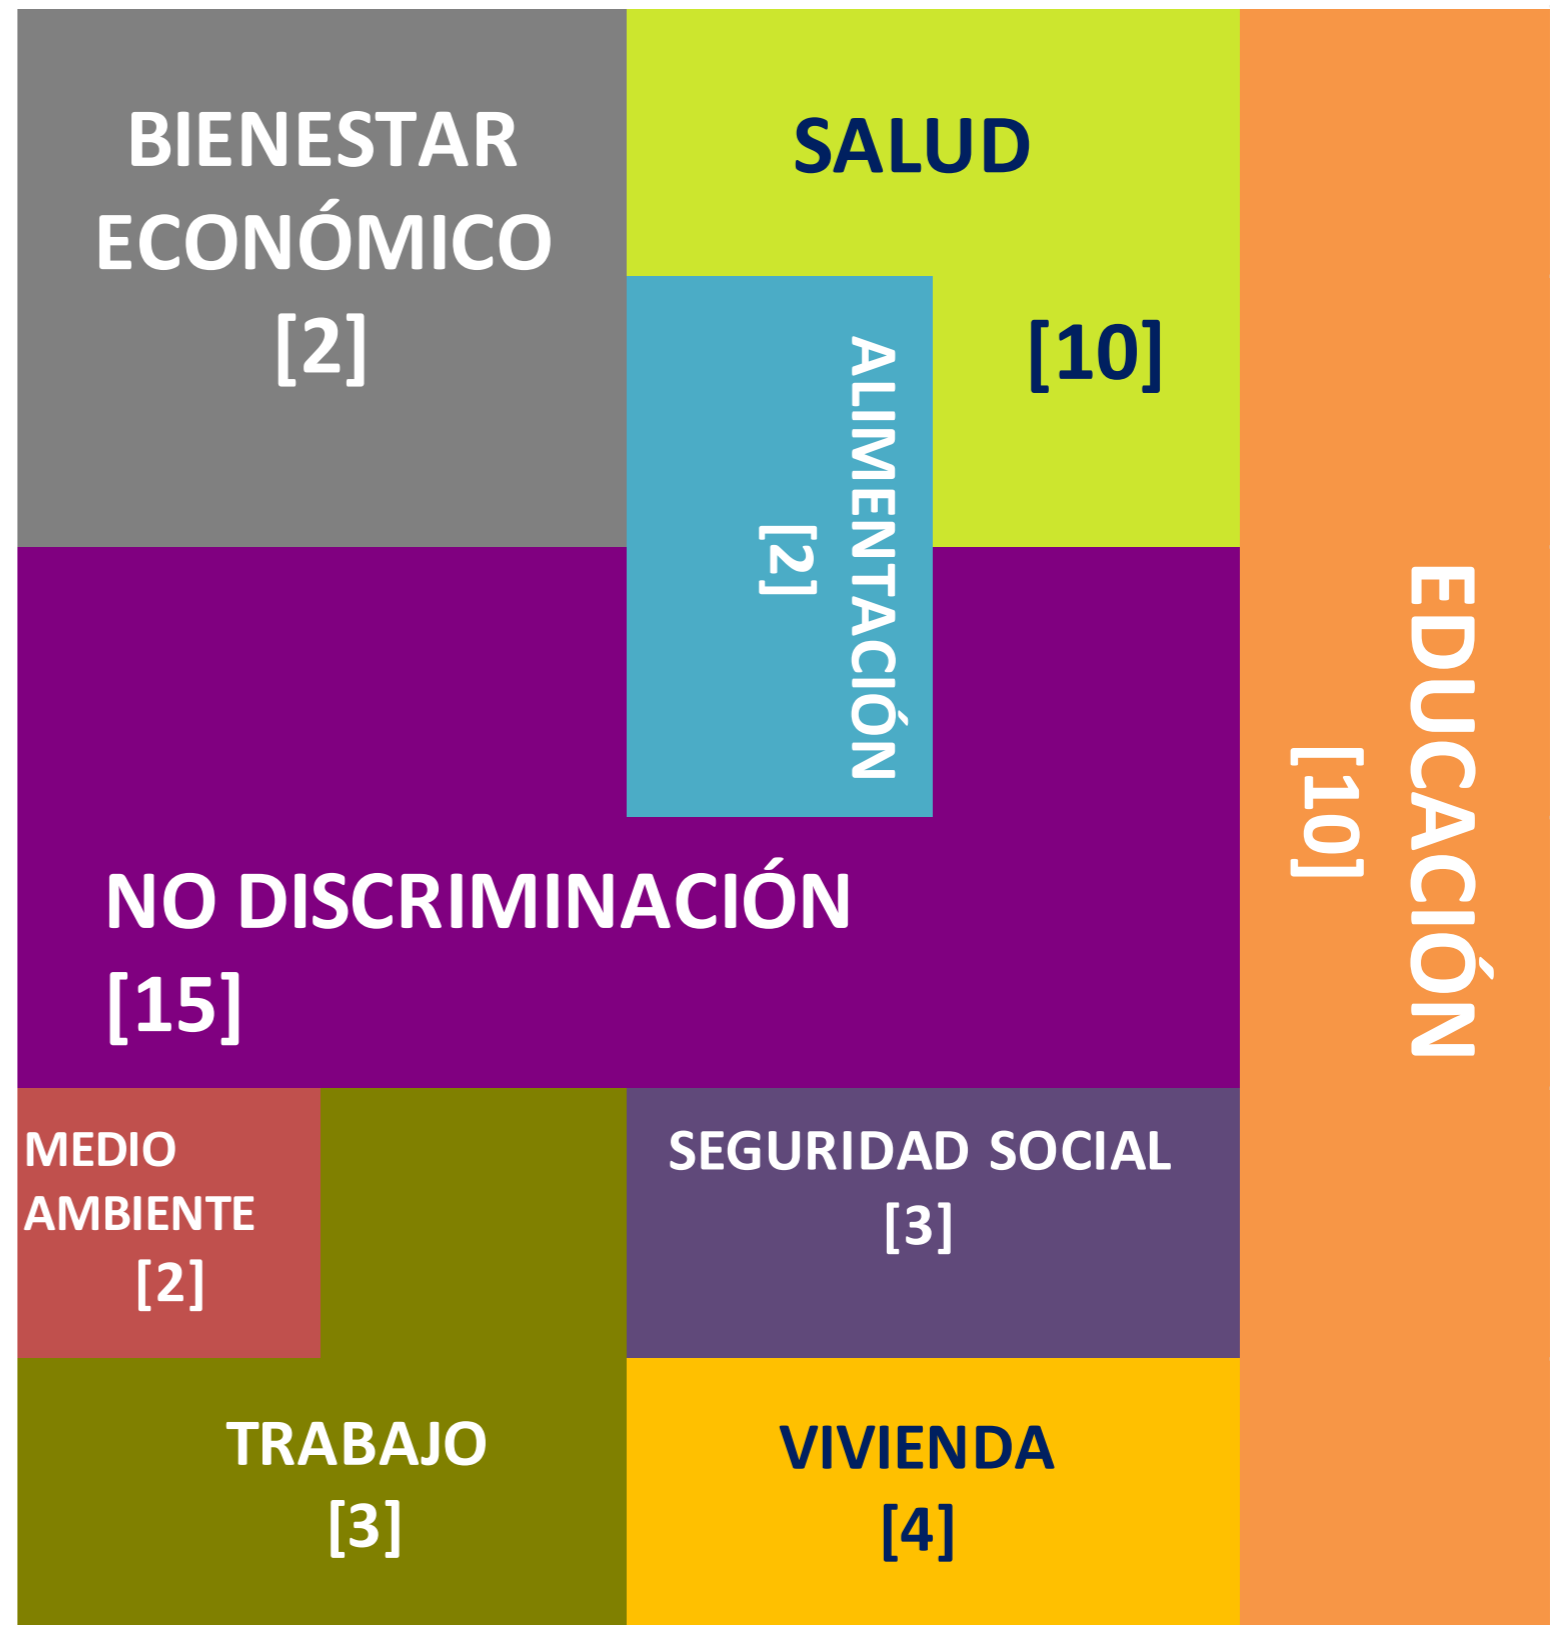 BIENESTAR
ECONÓMICO
[2]
SALUD
[10]
ALIMENTACIÓN
[2]
EDUCACIÓN
[10]
NO DISCRIMINACIÓN
[15]
MEDIO
AMBIENTE
[2]
SEGURIDAD SOCIAL
[3]
TRABAJO
[3]
VIVIENDA
[4]